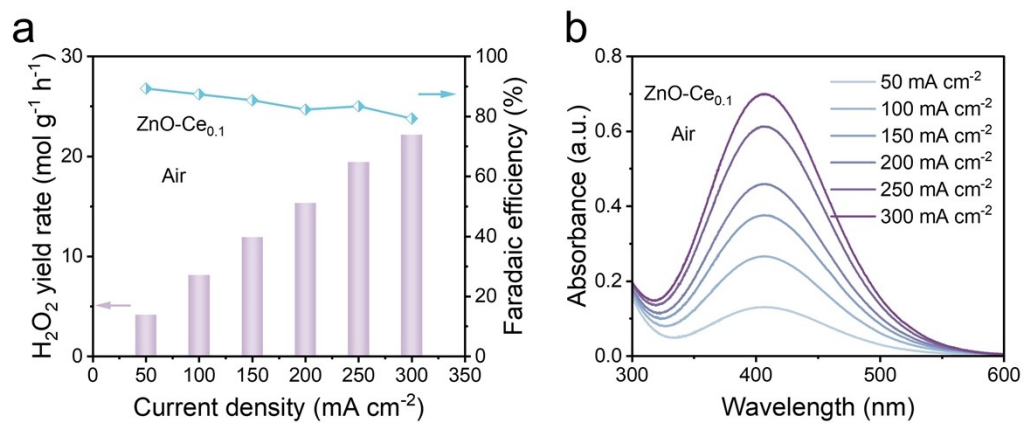 a
H₂O₂ yield rate (mol g⁻¹ h⁻¹)
30
20
10
0
ZnO-Ce₀.₁
Air
100
80
60
40
20
0
Faradaic efficiency (%)
0 50 100 150 200 250 300 350
Current density (mA cm⁻²)
b
Absorbance (a.u.)
0.8
0.6
0.4
0.2
0.0
ZnO-Ce₀.₁
Air
50 mA cm⁻²
100 mA cm⁻²
150 mA cm⁻²
200 mA cm⁻²
250 mA cm⁻²
300 mA cm⁻²
300 400 500 600
Wavelength (nm)